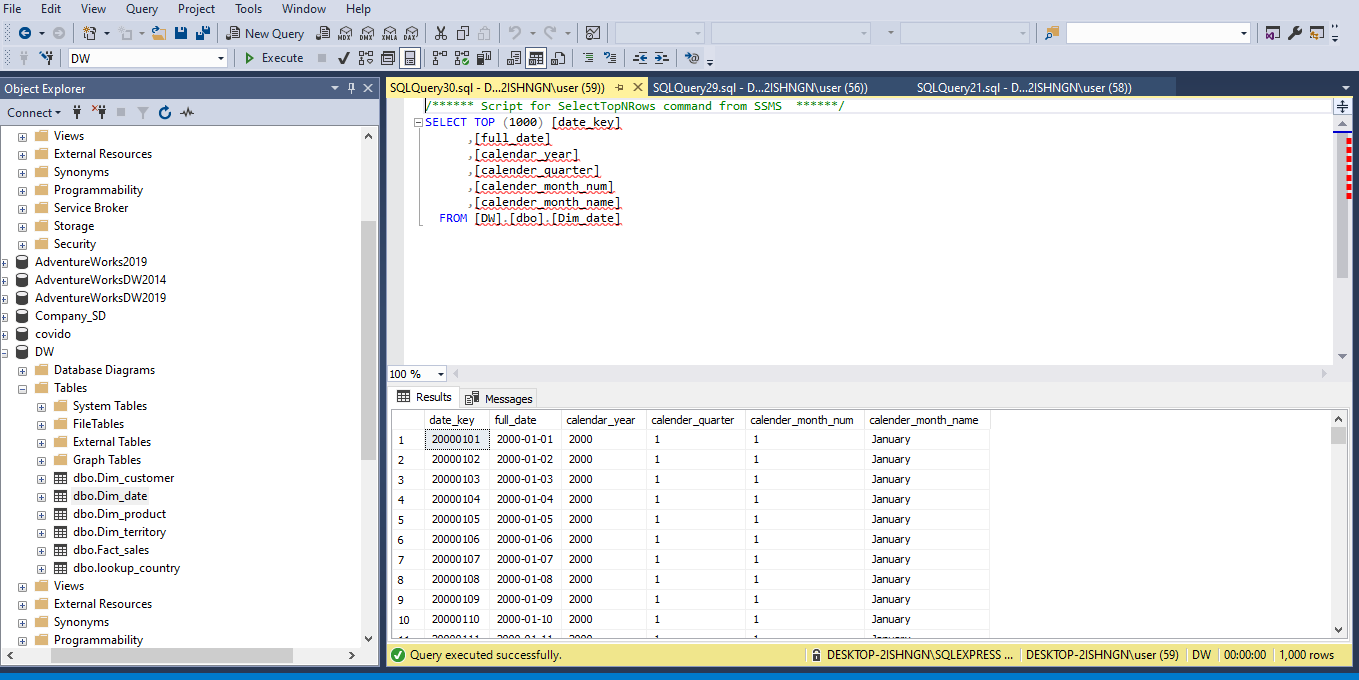 File Edit View Query Project Tools Window Help
New Query MDX DMX XMLA DAX
DW Execute
Object Explorer
Connect
Views
External Resources
Synonyms
Programmability
Service Broker
Storage
Security
AdventureWorks2019
AdventureWorksDW2014
AdventureWorksDW2019
Company_SD
covido
DW
Database Diagrams
Tables
System Tables
FileTables
External Tables
Graph Tables
dbo.Dim_customer
dbo.Dim_date
dbo.Dim_product
dbo.Dim_territory
dbo.Fact_sales
dbo.lookup_country
Views
External Resources
Synonyms
Programmability
SQLQuery30.sql - D...2ISHNGN\user (59)) SQLQuery29.sql - D...2ISHNGN\user (56)) SQLQuery21.sql - D...2ISHNGN\user (58))
/****** Script for SelectTopNRows command from SSMS ******/
SELECT TOP (1000) [date_key]
,[full_date]
,[calendar_year]
,[calender_quarter]
,[calender_month_num]
,[calender_month_name]
FROM [DW].[dbo].[Dim_date]
100 %
Results Messages
date_key full_date calendar_year calender_quarter calender_month_num calender_month_name
1 20000101 2000-01-01 2000 1 1 January
2 20000102 2000-01-02 2000 1 1 January
3 20000103 2000-01-03 2000 1 1 January
4 20000104 2000-01-04 2000 1 1 January
5 20000105 2000-01-05 2000 1 1 January
6 20000106 2000-01-06 2000 1 1 January
7 20000107 2000-01-07 2000 1 1 January
8 20000108 2000-01-08 2000 1 1 January
9 20000109 2000-01-09 2000 1 1 January
10 20000110 2000-01-10 2000 1 1 January
Query executed successfully. DESKTOP-2ISHNGN\SQLEXPRESS ... DESKTOP-2ISHNGN\user (59) DW 00:00:00 1,000 rows